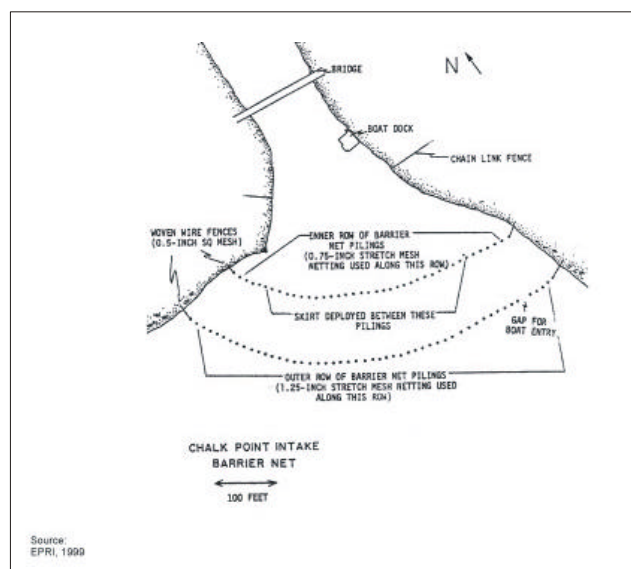 N
BRIDGE
BOAT DOCK
CHAIN LINK FENCE
WOVEN WIRE FENCES
(0.5-INCH SQ MESH)
INNER ROW OF BARRIER
NET PILINGS
(0.75-INCH STRETCH MESH
NETTING USED ALONG THIS ROW)
SKIRT DEPLOYED BETWEEN THESE
PILINGS
GAP FOR
BOAT ENTRY
OUTER ROW OF BARRIER NET PILINGS
(1.25-INCH STRETCH MESH NETTING USED
ALONG THIS ROW)
CHALK POINT INTAKE
BARRIER NET
100 FEET
Source:
EPRI, 1999